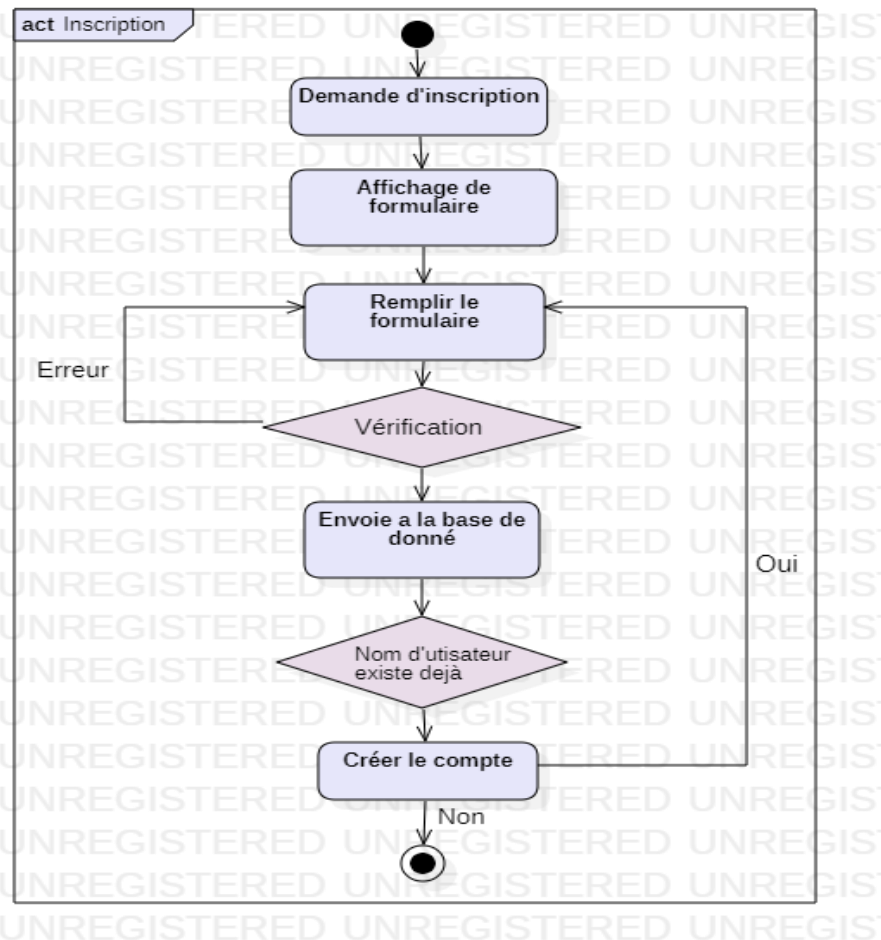 act Inscription
Demande d'inscription
Affichage de
formulaire
Remplir le
formulaire
Erreur
Vérification
Envoie a la base de
donné
Oui
Nom d'utisateur
existe dejà
Créer le compte
Non
UNREGISTERED UNREGISTERED UNREGIS